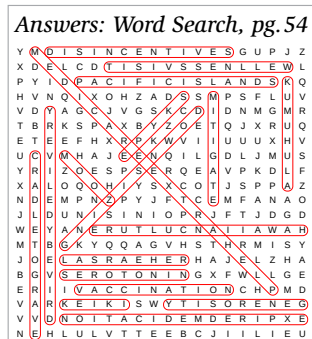 Answers: Word Search, pg. 54
Y M D I S I N C E N T I V E S G U P J Z
X D E L C D T I S I V S S E N L L E W L
P Y I D P A C I F I C I S L A N D S K Q
H V N Q I X O H Z A D S S M P S F L U V
V D Y A G C J V G S K C D I D N M G M R
T B R K S P A X B Y Z O E T Q J X R U Q
E T E E F H X R P K W V I I U U U X H V
U C V M H A J E E N Q I L G D L J M U S
Y R I Z O E S P S E R Q E A V P K D L F
X A L O Q O H I Y S X C O T J S P P A Z
N D E M P N Z P Y J F T C E M F A N A O
J L D U N I S I N I O P R J F T J D G D
W E Y A N E R U T L U C N A I I A W A H
M T B G K Y Q Q A G V H S T H R M I S Y
J O E L A S R A E H E R H A J E L Z H A
B G V S E R O T O N I N G X F W L L G E
E R I I V A C C I N A T I O N C H P M D
V A R K E I K I S W Y T I S O R E N E G
V V D N O I T A C I D E M D E R I P X E
N E H L U L V T T E E B C J I I L I E U